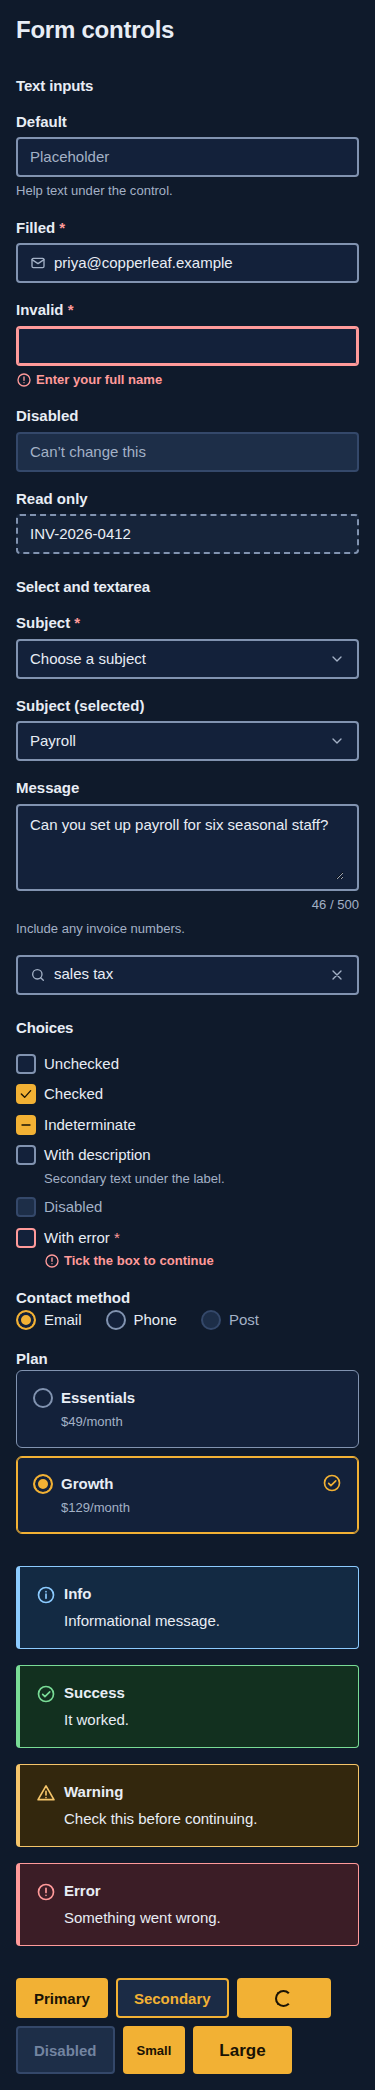 Form controls
Text inputs
Default
Placeholder
Help text under the control.
Filled *
priya@copperleaf.example
Invalid *
Enter your full name
Disabled
Can’t change this
Read only
INV-2026-0412
Select and textarea
Subject *
Choose a subject
Subject (selected)
Payroll
Message
Can you set up payroll for six seasonal staff?
46 / 500
Include any invoice numbers.
sales tax
Choices
Unchecked
Checked
Indeterminate
With description
Secondary text under the label.
Disabled
With error *
Tick the box to continue
Contact method
Email Phone Post
Plan
Essentials
$49/month
Growth
$129/month
Info
Informational message.
Success
It worked.
Warning
Check this before continuing.
Error
Something went wrong.
Primary Secondary
Disabled Small Large